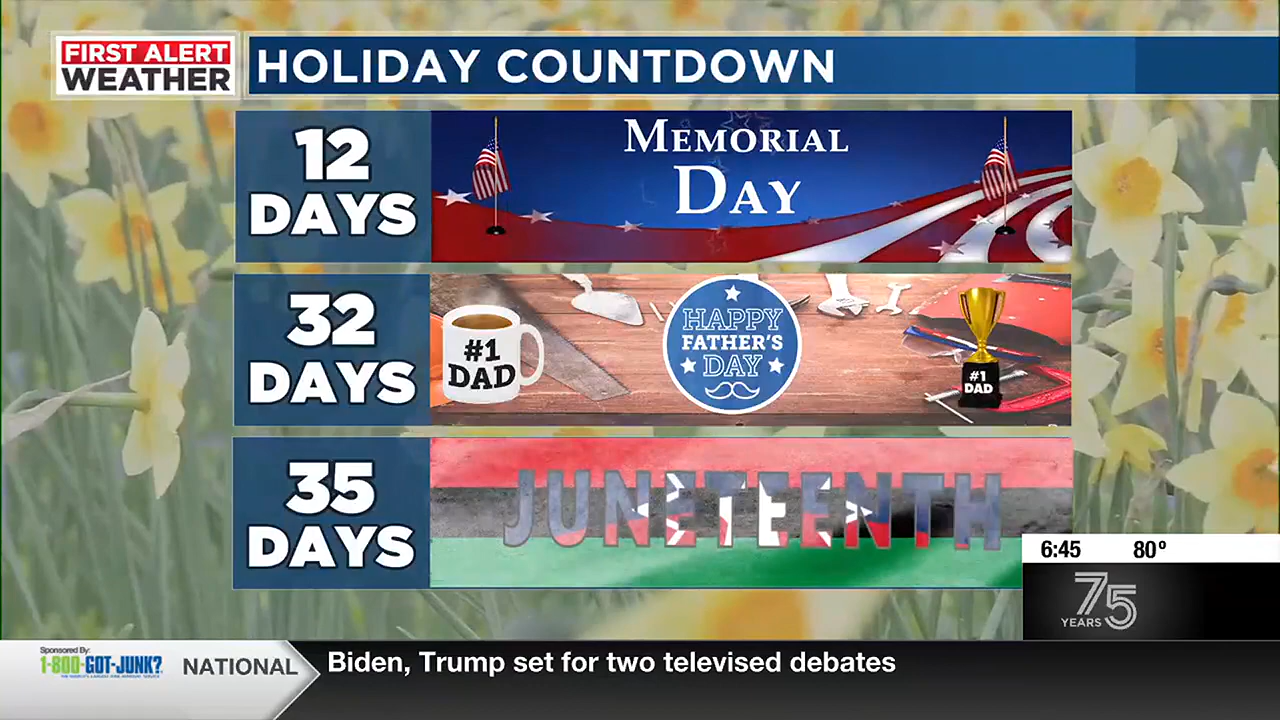 FIRST ALERT
WEATHER
HOLIDAY COUNTDOWN
12
DAYS
MEMORIAL
DAY
32
DAYS
#1
DAD
HAPPY
FATHER'S
DAY
#1
DAD
35
DAYS
JUNETEENTH
6:45 80°
75
YEARS
Sponsored By:
1-800-GOT-JUNK?
NATIONAL
Biden, Trump set for two televised debates